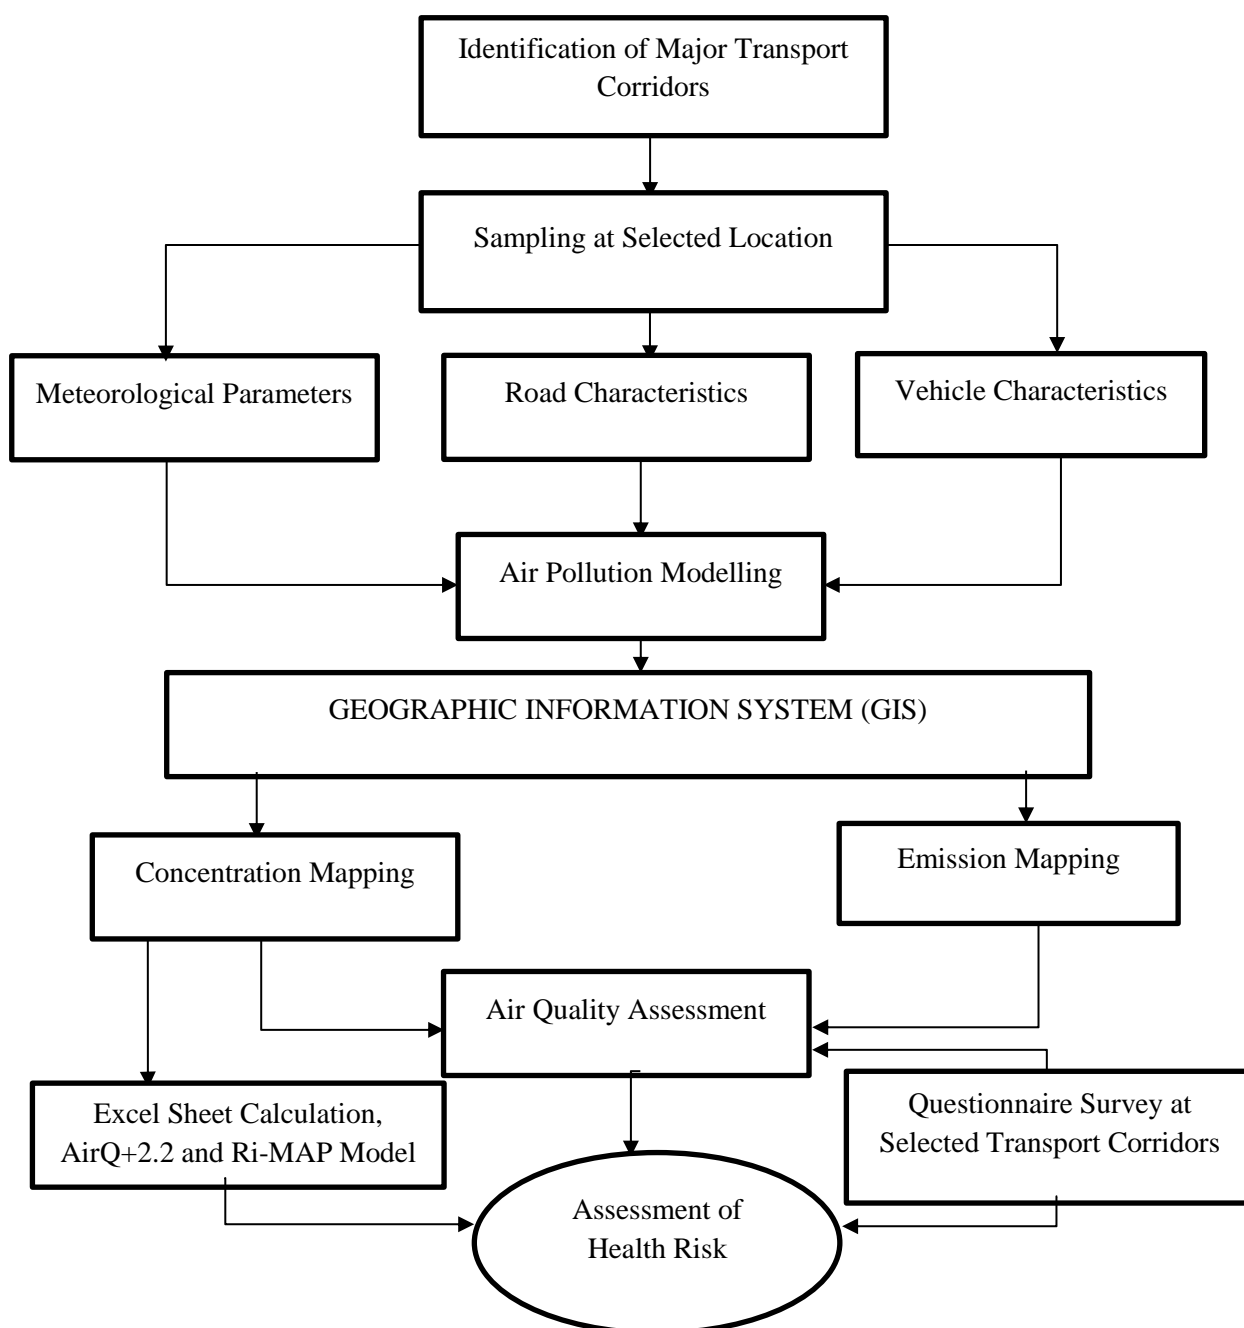 Identification of Major Transport
Corridors
Sampling at Selected Location
Meteorological Parameters
Road Characteristics
Vehicle Characteristics
Air Pollution Modelling
GEOGRAPHIC INFORMATION SYSTEM (GIS)
Concentration Mapping
Emission Mapping
Air Quality Assessment
Excel Sheet Calculation,
AirQ+2.2 and Ri-MAP Model
Questionnaire Survey at
Selected Transport Corridors
Assessment of
Health Risk